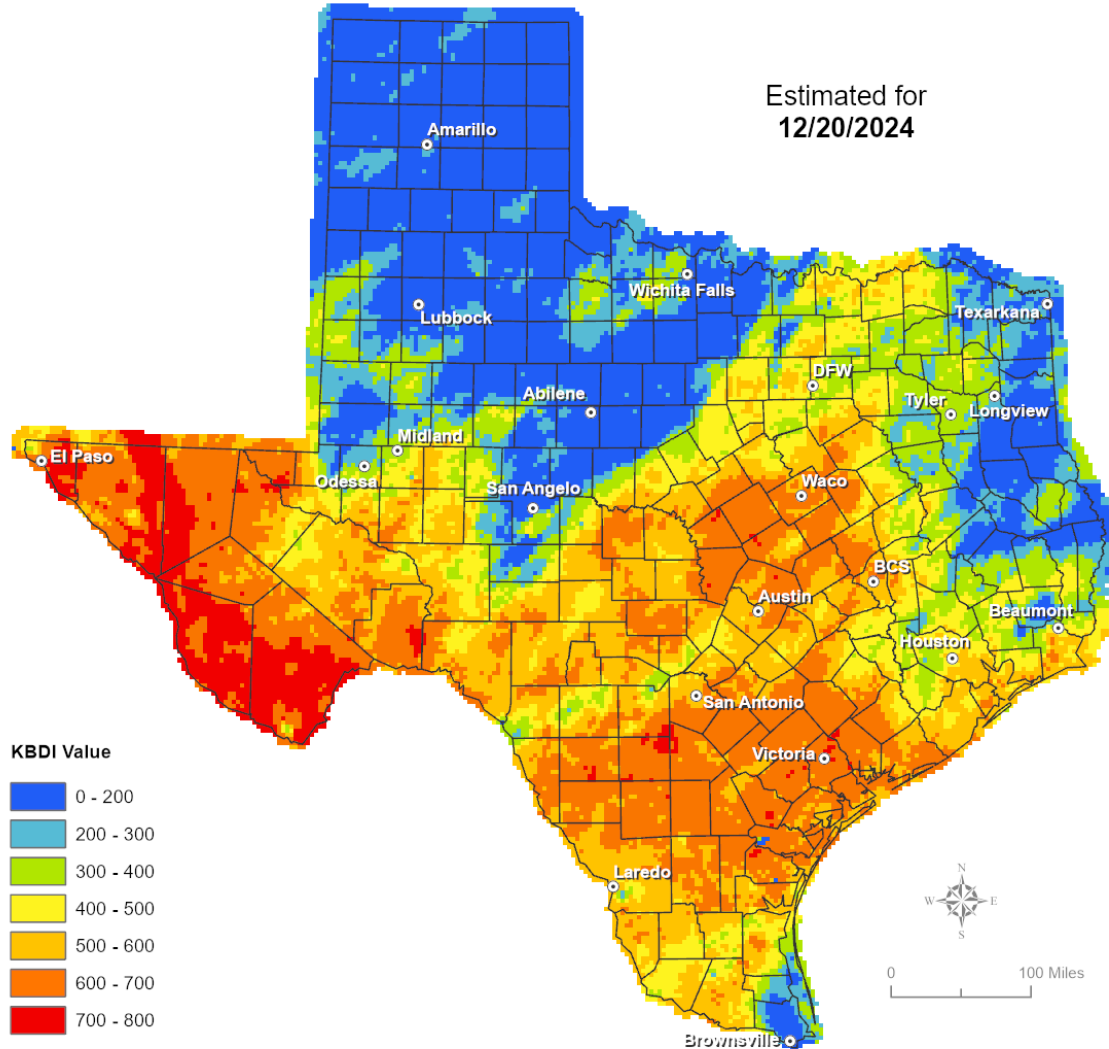 Estimated for
12/20/2024
Amarillo
Wichita Falls
Lubbock
Texarkana
DFW
Abilene
Tyler
Longview
Midland
El Paso
Odessa
San Angelo
Waco
BCS
Austin
Beaumont
Houston
San Antonio
Victoria
KBDI Value
0 - 200
200 - 300
300 - 400
400 - 500
500 - 600
600 - 700
700 - 800
Laredo
N
W E
S
0 100 Miles
Brownsville